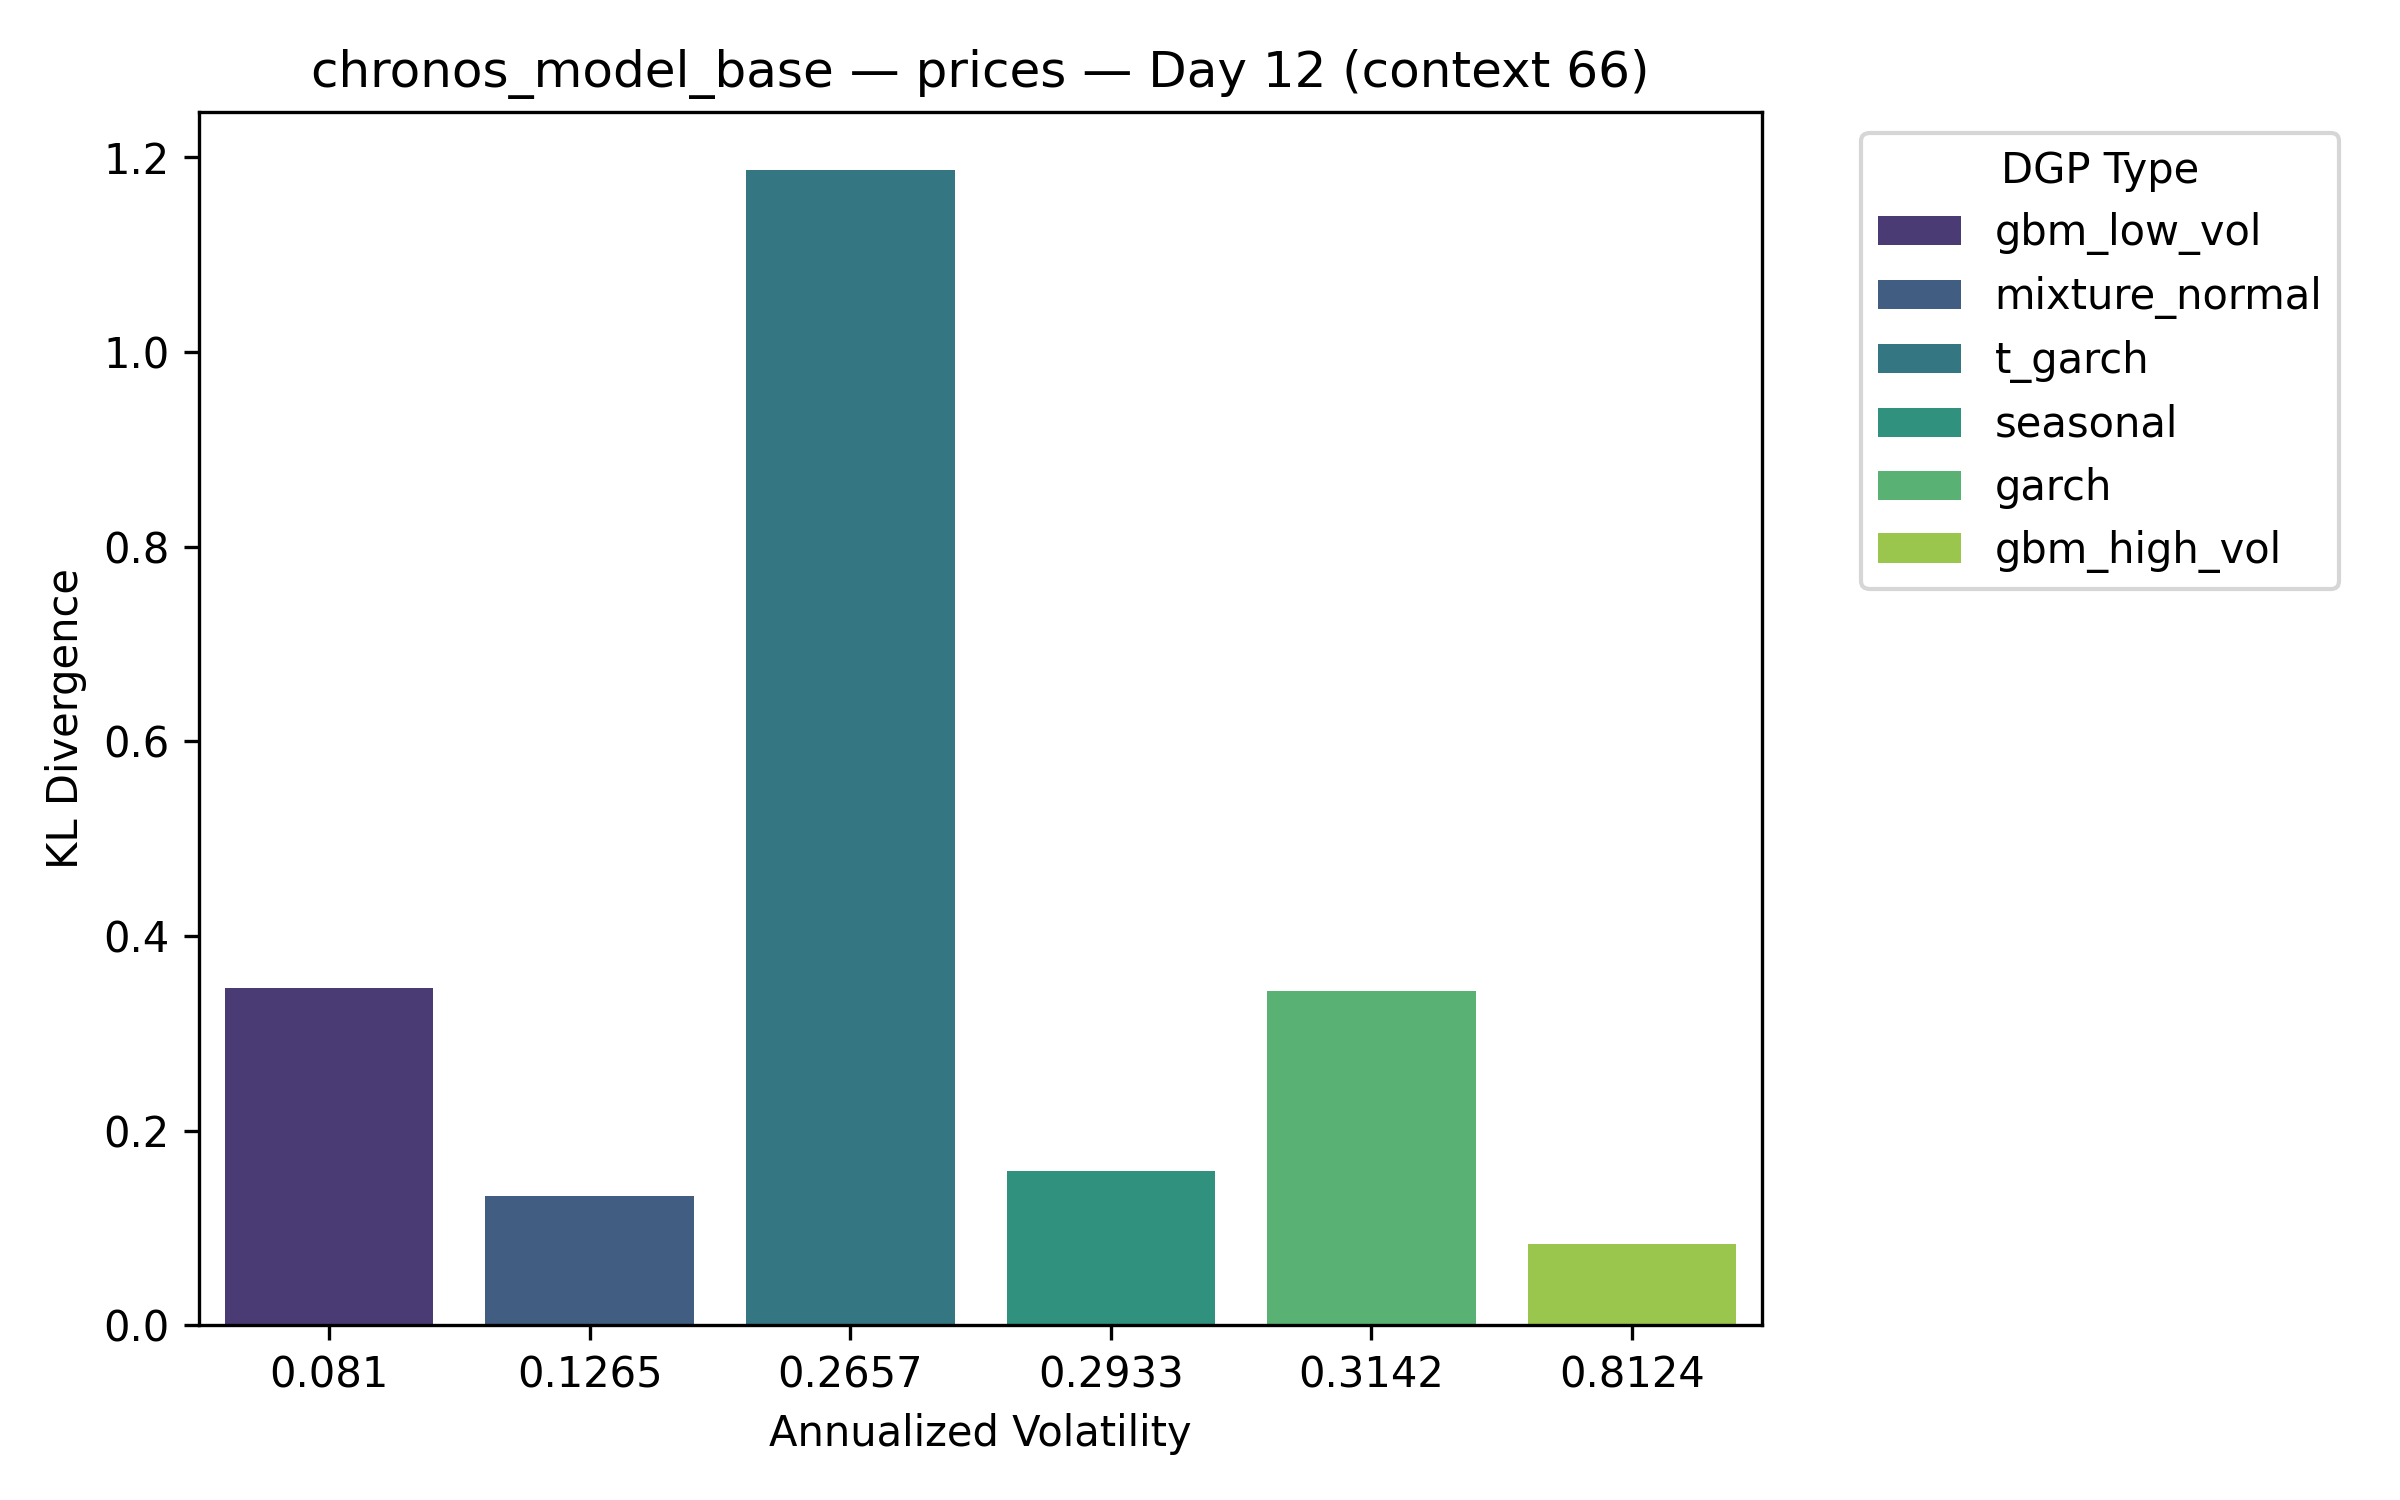 chronos_model_base — prices — Day 12 (context 66)
1.2
1.0
0.8
0.6
0.4
0.2
0.0
KL Divergence
0.081 0.1265 0.2657 0.2933 0.3142 0.8124
Annualized Volatility
DGP Type
gbm_low_vol
mixture_normal
t_garch
seasonal
garch
gbm_high_vol